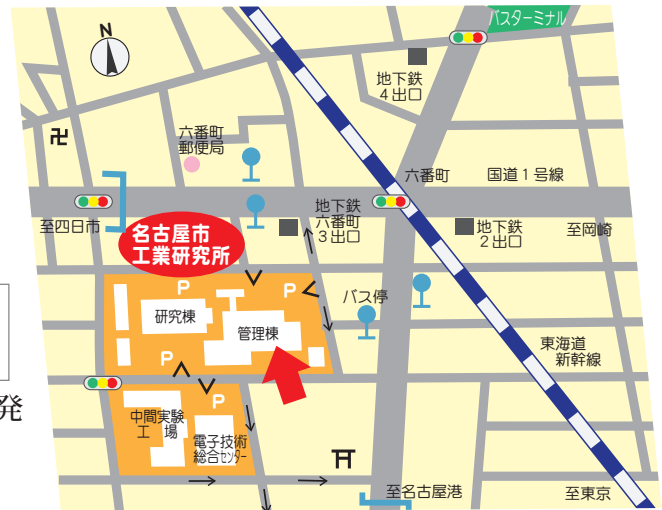 バスターミナル
N
地下鉄
4出口
六番町
郵便局
六番町
国道1号線
至四日市
地下鉄
六番町
3出口
地下鉄
2出口
至岡崎
名古屋市
工業研究所
P
P
バス停
研究棟
管理棟
東海道
新幹線
P
発
P
中間実験
工場
電子技術
総合センター
至名古屋港
至東京